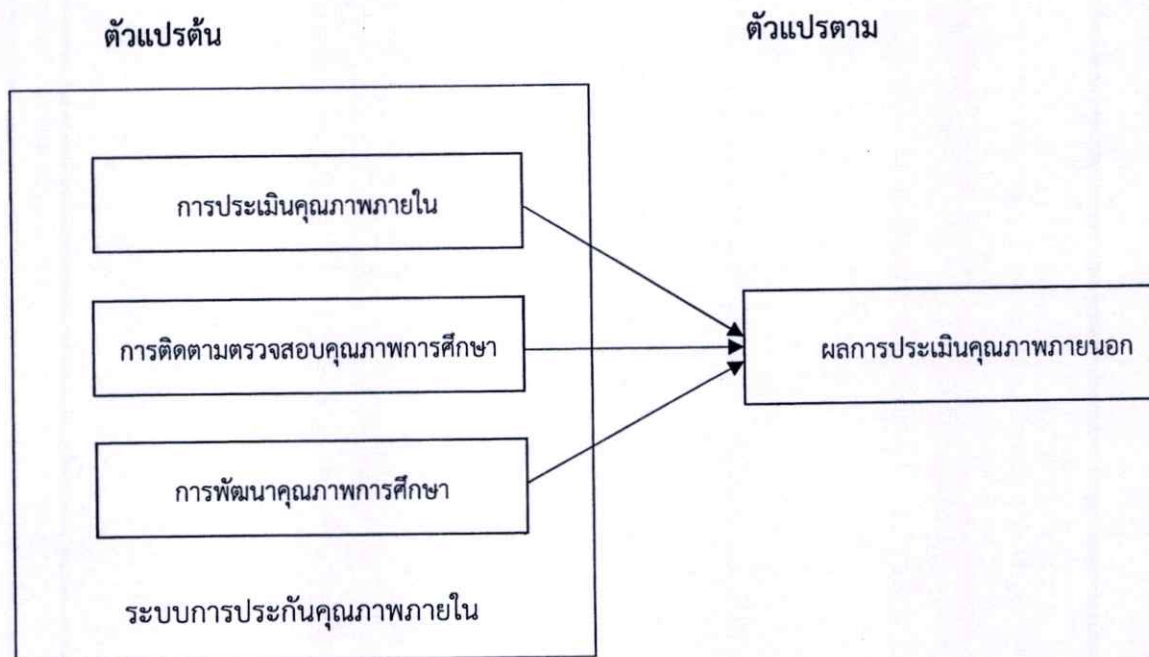 ตัวแปรต้น
ตัวแปรตาม
การประเมินคุณภาพภายใน
การติดตามตรวจสอบคุณภาพการศึกษา
ผลการประเมินคุณภาพภายนอก
การพัฒนาคุณภาพการศึกษา
ระบบการประกันคุณภาพภายใน